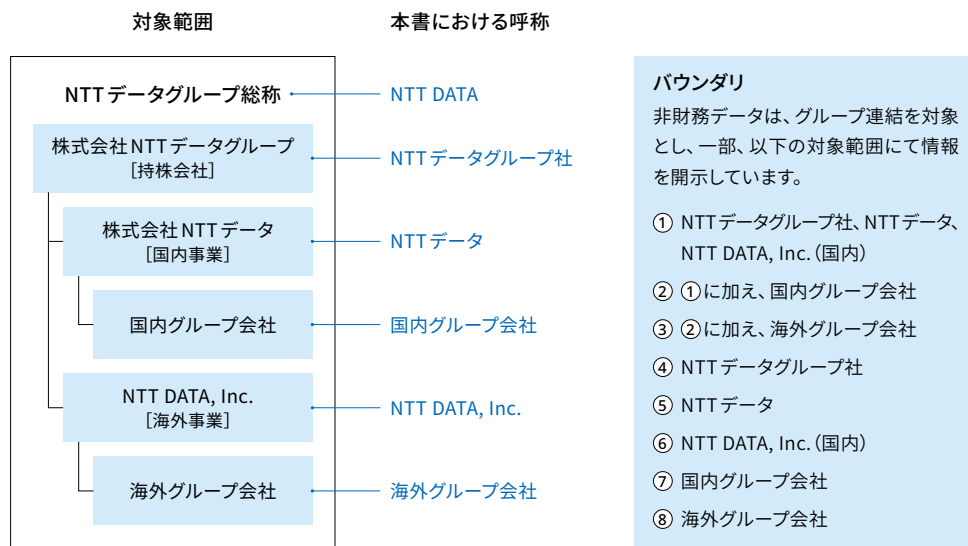 対象範囲
本書における呼称
NTTデータグループ総称
NTT DATA
株式会社NTTデータグループ
[持株会社]
NTTデータグループ社
株式会社NTTデータ
[国内事業]
NTTデータ
国内グループ会社
国内グループ会社
NTT DATA, Inc.
[海外事業]
NTT DATA, Inc.
海外グループ会社
海外グループ会社
バウンダリ
非財務データは、グループ連結を対象
とし、一部、以下の対象範囲にて情報
を開示しています。
① NTTデータグループ社、NTTデータ、
NTT DATA, Inc.(国内)
② ①に加え、国内グループ会社
③ ②に加え、海外グループ会社
④ NTTデータグループ社
⑤ NTTデータ
⑥ NTT DATA, Inc.(国内)
⑦ 国内グループ会社
⑧ 海外グループ会社